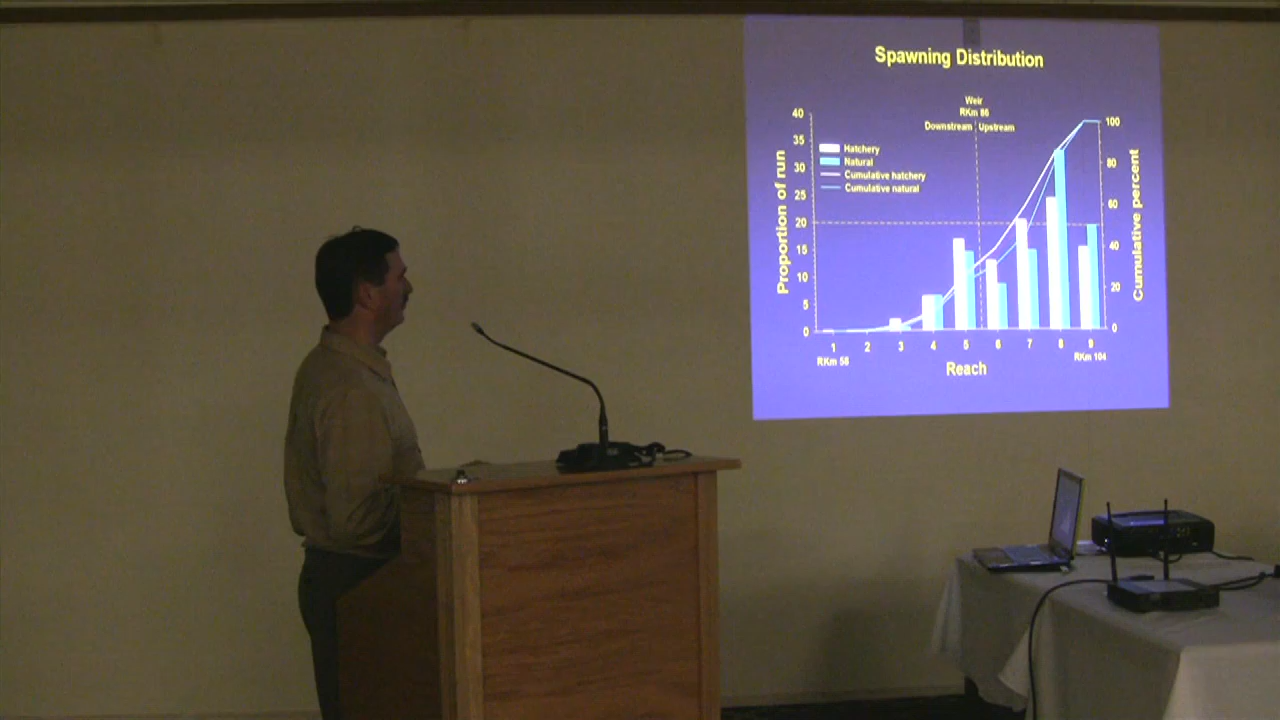 Spawning Distribution
Weir
RKm 86
Downstream Upstream
Hatchery
Natural
Cumulative hatchery
Cumulative natural
Proportion of run
40
35
30
25
20
15
10
5
0
100
80
60
40
20
0
Cumulative percent
1 2 3 4 5 6 7 8 9
RKm 56
RKm 104
Reach